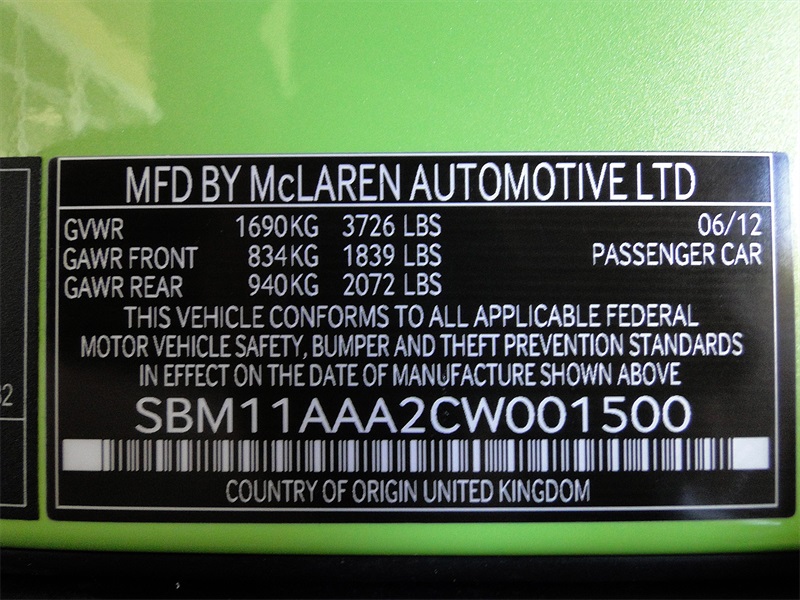 MFD BY McLAREN AUTOMOTIVE LTD
GVWR 1690KG 3726 LBS 06/12
GAWR FRONT 834KG 1839 LBS PASSENGER CAR
GAWR REAR 940KG 2072 LBS
THIS VEHICLE CONFORMS TO ALL APPLICABLE FEDERAL
MOTOR VEHICLE SAFETY, BUMPER AND THEFT PREVENTION STANDARDS
IN EFFECT ON THE DATE OF MANUFACTURE SHOWN ABOVE
SBM11AAA2CW001500
COUNTRY OF ORIGIN UNITED KINGDOM